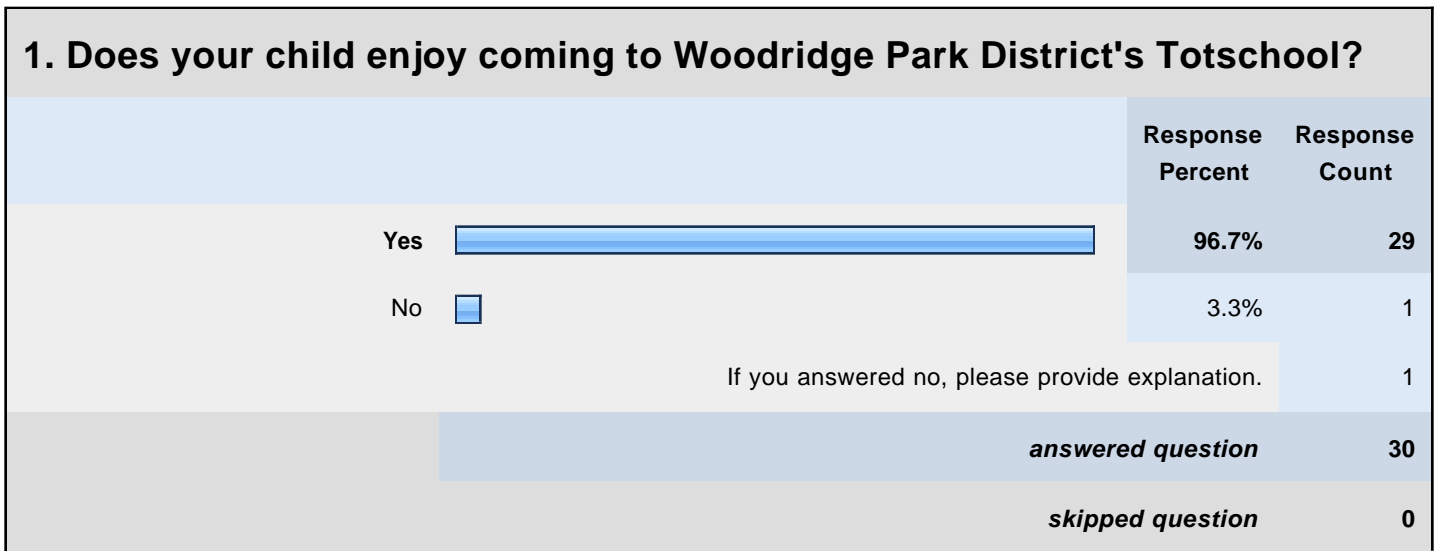 1. Does your child enjoy coming to Woodridge Park District's Totschool?
Response Percent Response Count
Yes 96.7% 29
No 3.3% 1
If you answered no, please provide explanation. 1
answered question 30
skipped question 0